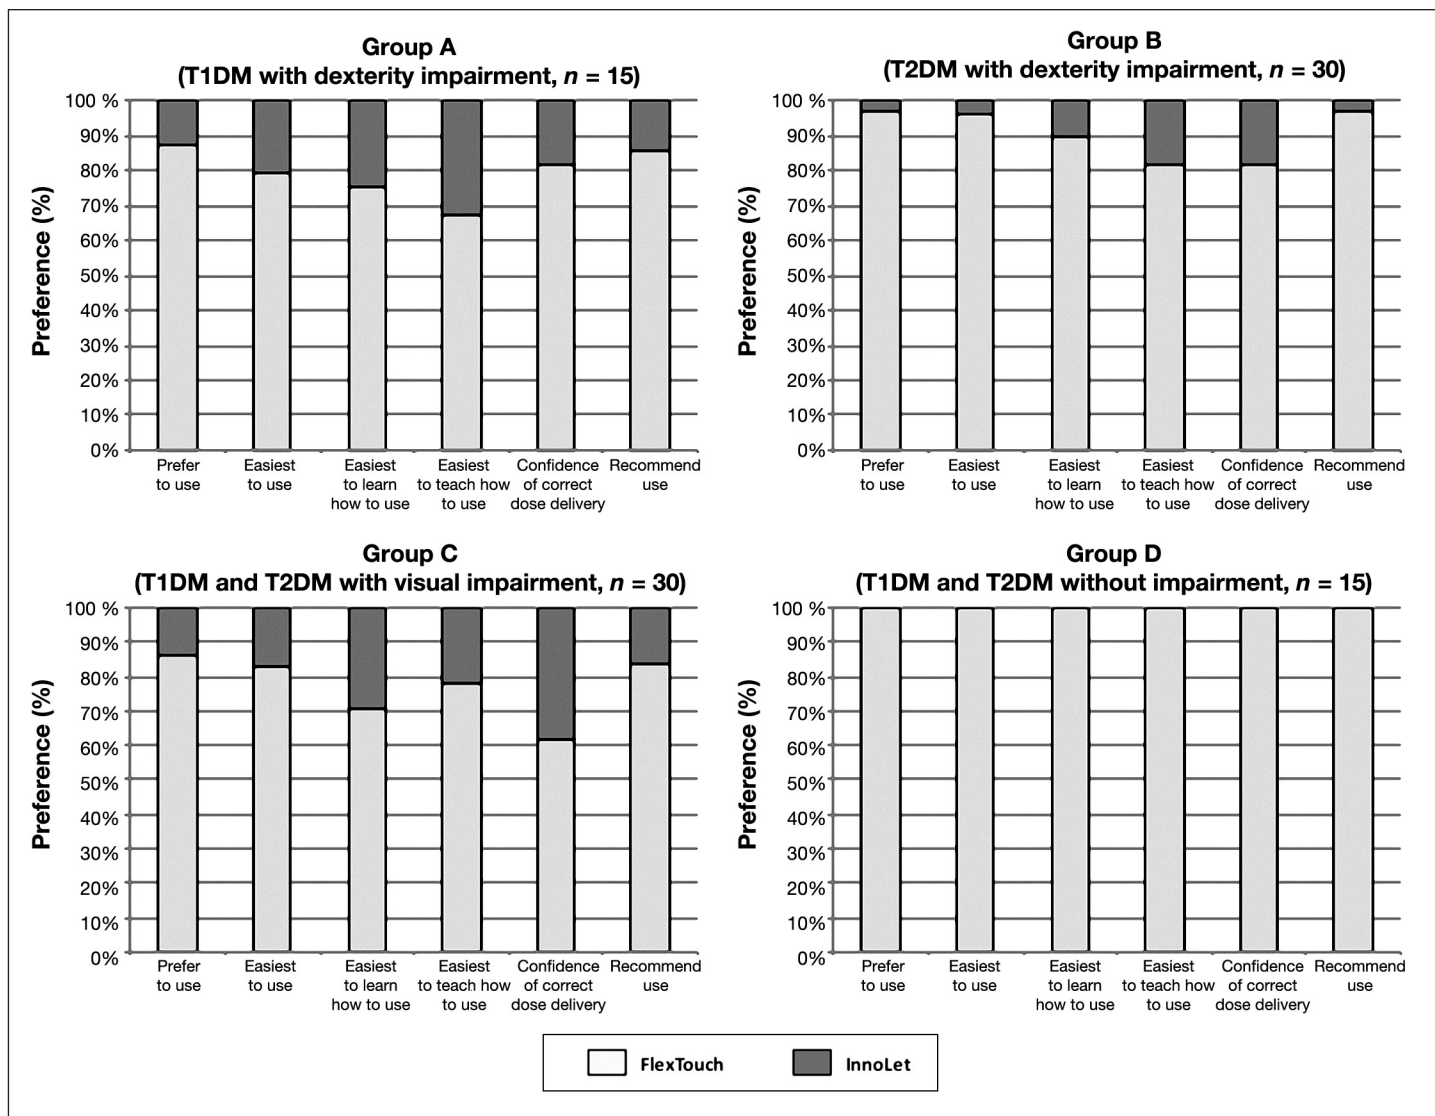 Group A
(T1DM with dexterity impairment, n = 15)
Preference (%)
100 %
90%
80%
70%
60%
50%
40%
30%
20%
10%
0%
Prefer
to use
Easiest
to use
Easiest
to learn
how to use
Easiest
to teach how
to use
Confidence
of correct
dose delivery
Recommend
use
Group B
(T2DM with dexterity impairment, n = 30)
Preference (%)
100 %
90%
80%
70%
60%
50%
40%
30%
20%
10%
0%
Prefer
to use
Easiest
to use
Easiest
to learn
how to use
Easiest
to teach how
to use
Confidence
of correct
dose delivery
Recommend
use
Group C
(T1DM and T2DM with visual impairment, n = 30)
Preference (%)
100 %
90%
80%
70%
60%
50%
40%
30%
20%
10%
0%
Prefer
to use
Easiest
to use
Easiest
to learn
how to use
Easiest
to teach how
to use
Confidence
of correct
dose delivery
Recommend
use
Group D
(T1DM and T2DM without impairment, n = 15)
Preference (%)
100 %
90%
80%
70%
60%
50%
40%
30%
20%
10%
0%
Prefer
to use
Easiest
to use
Easiest
to learn
how to use
Easiest
to teach how
to use
Confidence
of correct
dose delivery
Recommend
use
FlexTouch
InnoLet